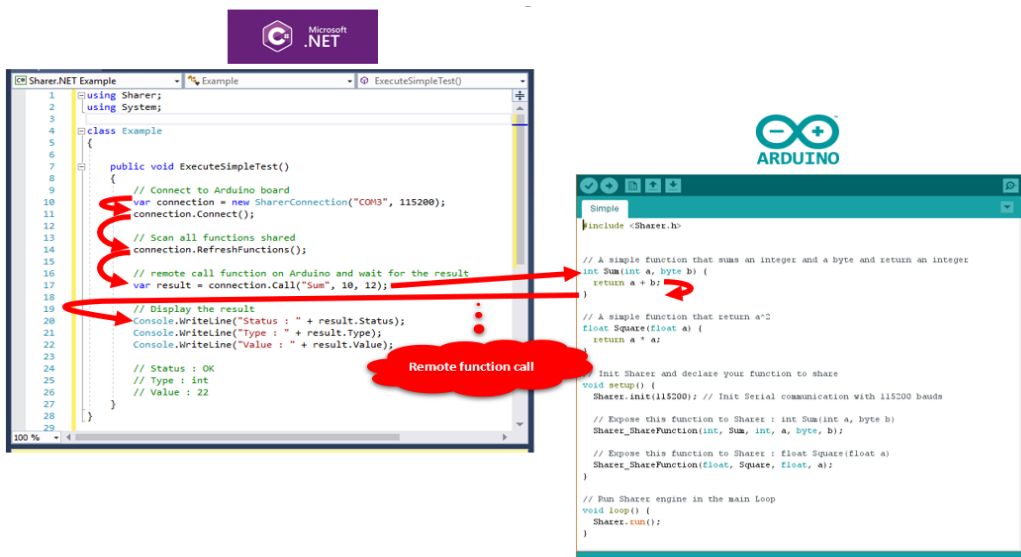 Microsoft
.NET
C#
Sharer.NET Example
Example
ExecuteSimpleTest()
1 using Sharer;
2 using System;
3
4 class Example
5 {
6
7 public void ExecuteSimpleTest()
8 {
9 // Connect to Arduino board
10 var connection = new SharerConnection("COM3", 115200);
11 connection.Connect();
12
13 // Scan all functions shared
14 connection.RefreshFunctions();
15
16 // remote call function on Arduino and wait for the result
17 var result = connection.Call("Sum", 10, 12);
18
19 // Display the result
20 Console.WriteLine("Status : " + result.Status);
21 Console.WriteLine("Type : " + result.Type);
22 Console.WriteLine("Value : " + result.Value);
23
24 // Status : OK
25 // Type : int
26 // Value : 22
27 }
28 }
29
100 %
Remote function call
ARDUINO
Simple
#include <Sharer.h>
// A simple function that sums an integer and a byte and return an integer
int Sum(int a, byte b) {
return a + b;
}
// A simple function that return a^2
float Square(float a) {
return a * a;
}
// Init Sharer and declare your function to share
void setup() {
Sharer.init(115200); // Init Serial communication with 115200 bauds
// Expose this function to Sharer : int Sum(int a, byte b)
Sharer_ShareFunction(int, Sum, int, a, byte, b);
// Expose this function to Sharer : float Square(float a)
Sharer_ShareFunction(float, Square, float, a);
}
// Run Sharer engine in the main Loop
void loop() {
Sharer.run();
}